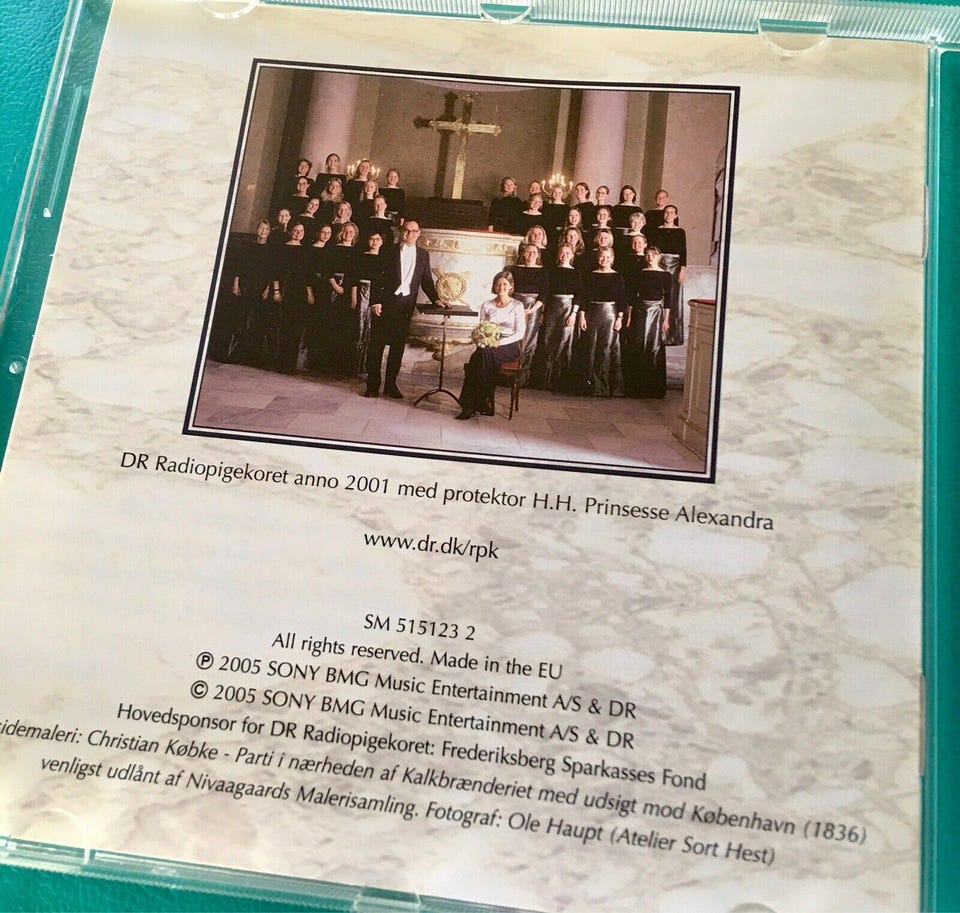 DR Radiopigekoret anno 2001 med protektor H.H. Prinsesse Alexandra
www.dr.dk/rpk
SM 515123 2
All rights reserved. Made in the EU
℗ 2005 SONY BMG Music Entertainment A/S & DR
© 2005 SONY BMG Music Entertainment A/S & DR
Hovedsponsor for DR Radiopigekoret: Frederiksberg Sparkasses Fond
Christian Købke - Parti i nærheden af Kalkbrænderiet med udsigt mod København (1836)
venligst udlånt af Nivaagaards Malerisamling. Fotograf: Ole Haupt (Atelier Sort Hest)